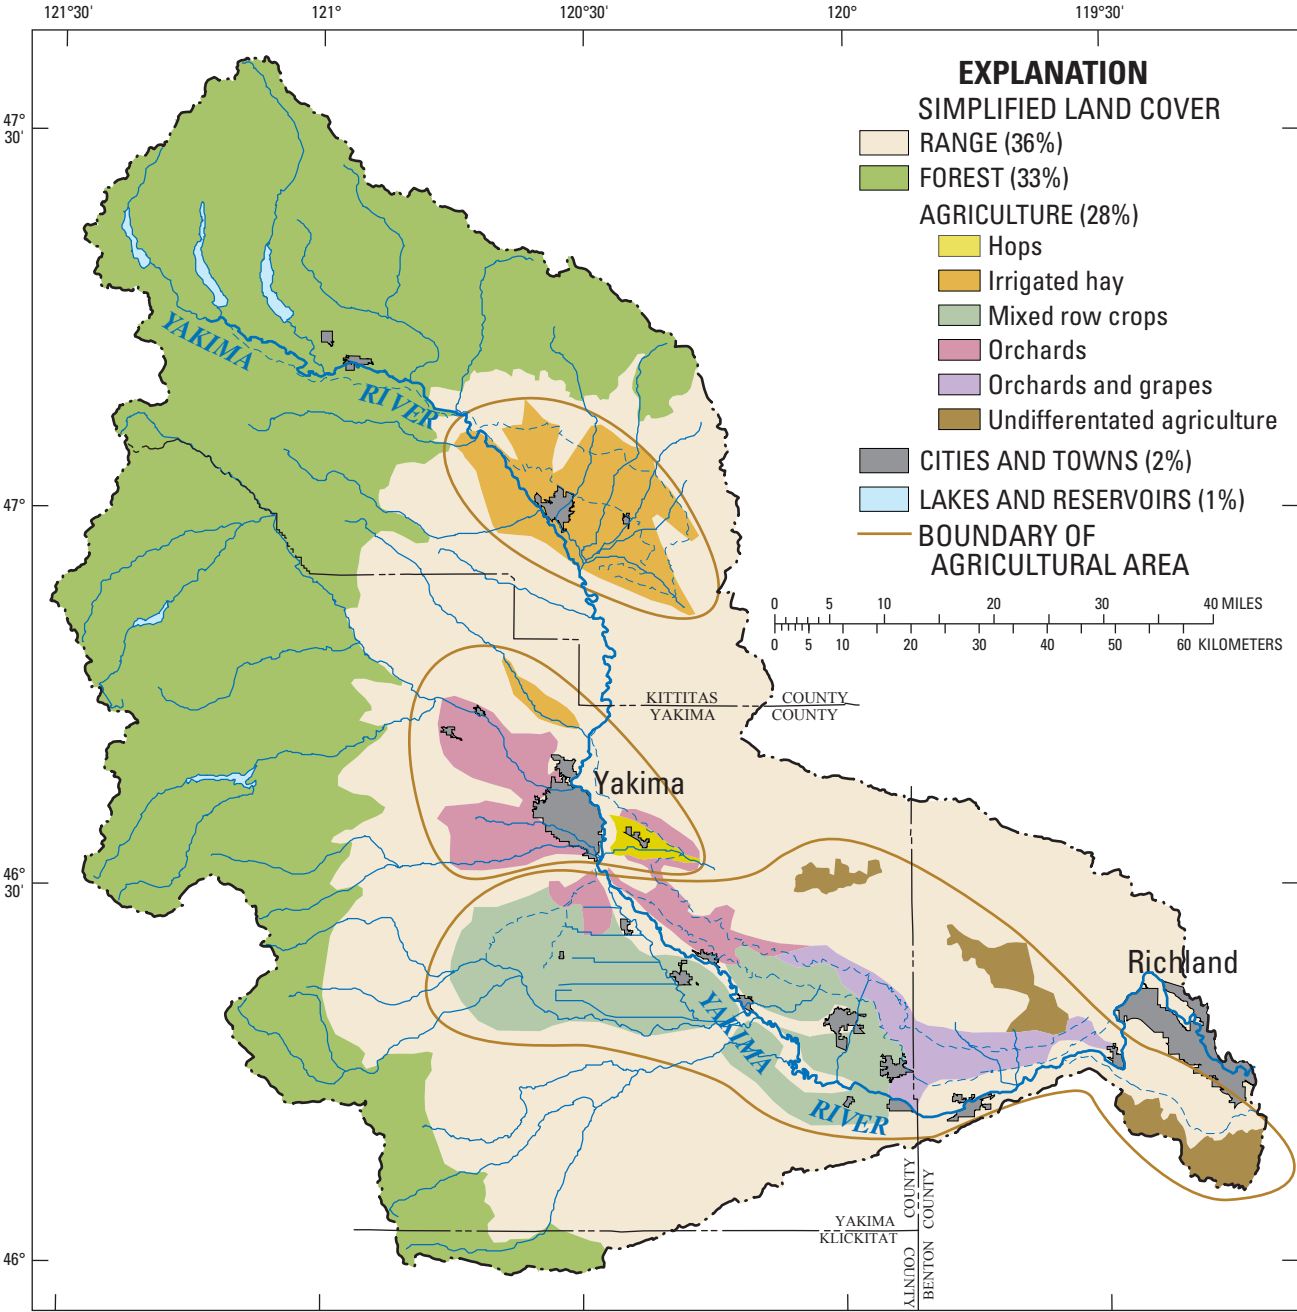 121°30'
121°
120°30'
120°
119°30'
47°
30'
47°
46°
30'
46°
EXPLANATION
SIMPLIFIED LAND COVER
RANGE (36%)
FOREST (33%)
AGRICULTURE (28%)
Hops
Irrigated hay
Mixed row crops
Orchards
Orchards and grapes
Undifferentated agriculture
CITIES AND TOWNS (2%)
LAKES AND RESERVOIRS (1%)
BOUNDARY OF
AGRICULTURAL AREA
0 5 10 20 30 40 MILES
0 5 10 20 30 40 50 60 KILOMETERS
YAKIMA
RIVER
KITTITAS COUNTY
YAKIMA COUNTY
Yakima
Richland
YAKIMA
RIVER
YAKIMA
KLICKITAT
COUNTY
COUNTY
BENTON COUNTY